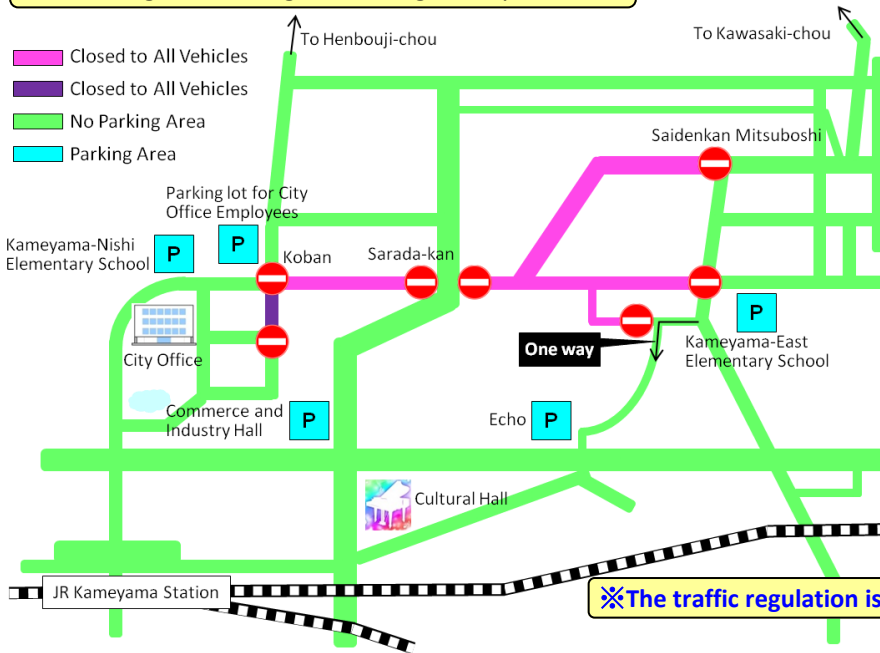 To Henbouji-chou
To Kawasaki-chou
Closed to All Vehicles
Closed to All Vehicles
No Parking Area
Parking Area
Saidenkan Mitsuboshi
Parking lot for City
Office Employees
P
Kameyama-Nishi
Elementary School
P
Koban
Sarada-kan
P
City Office
One way
Kameyama-East
Elementary School
Commerce and
Industry Hall
P
Echo
P
Cultural Hall
JR Kameyama Station
※The traffic regulation is